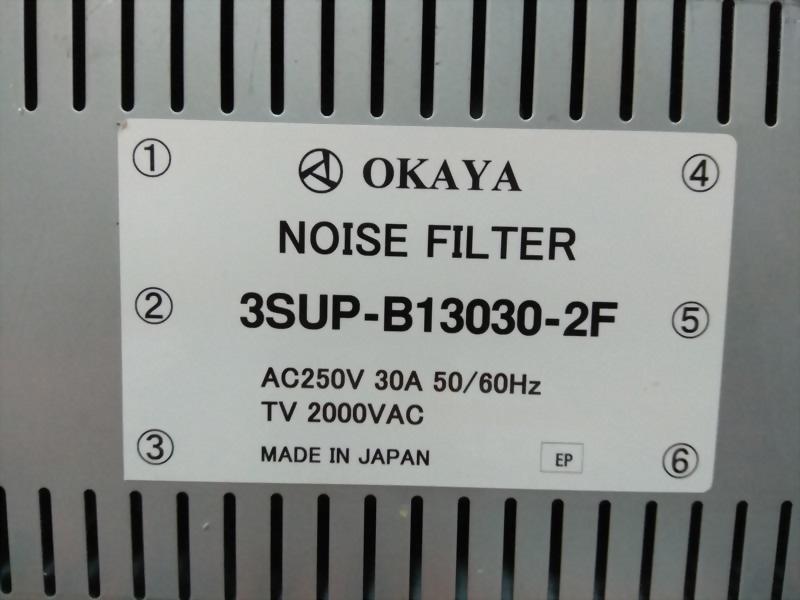 ① OKAYA ④
NOISE FILTER
② 3SUP-B13030-2F ⑤
AC250V 30A 50/60Hz
TV 2000VAC
③ MADE IN JAPAN EP ⑥